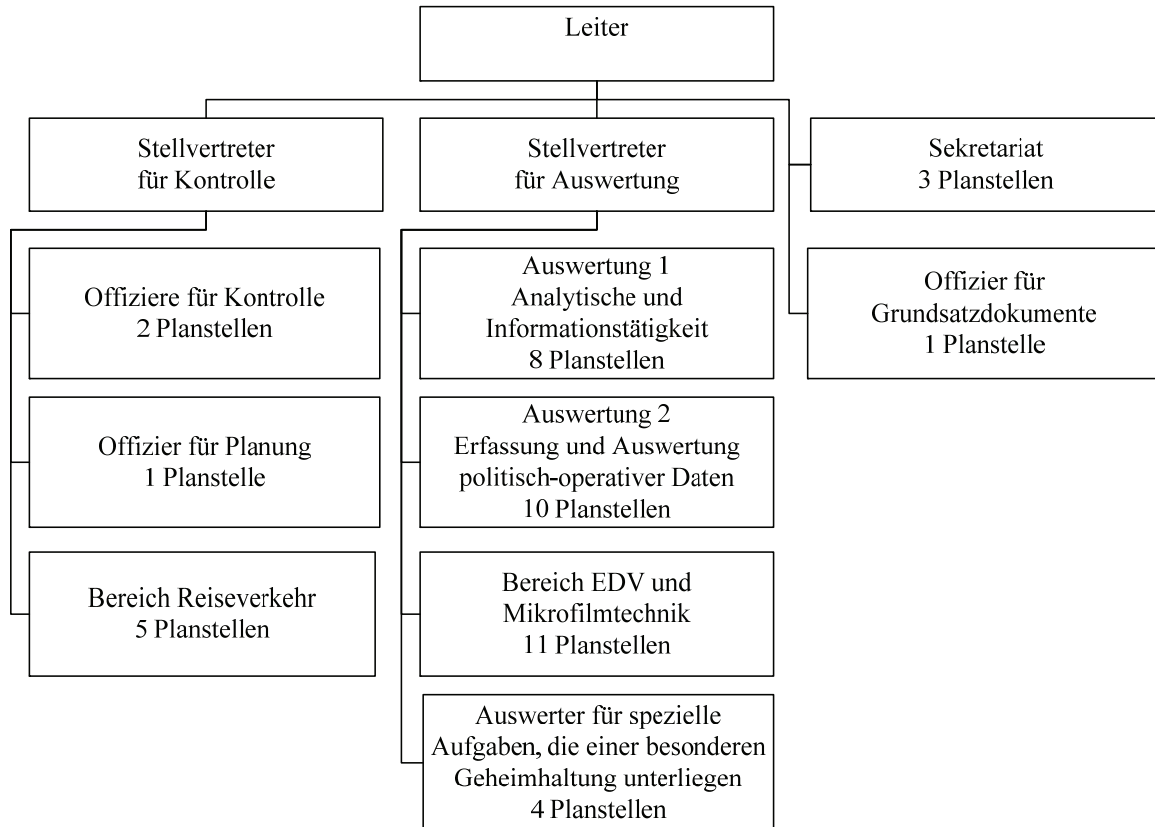 Leiter
Stellvertreter
für Kontrolle
Stellvertreter
für Auswertung
Sekretariat
3 Planstellen
Offiziere für Kontrolle
2 Planstellen
Auswertung 1
Analytische und
Informationstätigkeit
8 Planstellen
Offizier für
Grundsatzdokumente
1 Planstelle
Offizier für Planung
1 Planstelle
Auswertung 2
Erfassung und Auswertung
politisch-operativer Daten
10 Planstellen
Bereich Reiseverkehr
5 Planstellen
Bereich EDV und
Mikrofilmtechnik
11 Planstellen
Auswerter für spezielle
Aufgaben, die einer besonderen
Geheimhaltung unterliegen
4 Planstellen